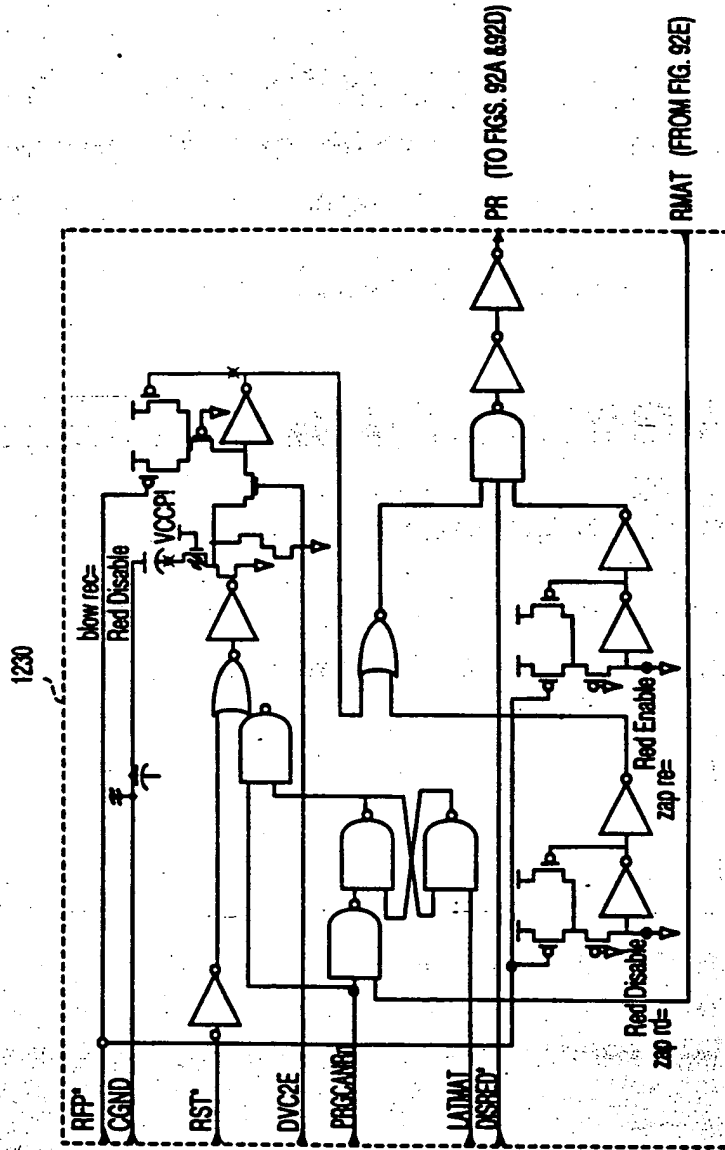 1230
RFP*
CGND
blow rec=
Red Disable
VCCPI
RST*
DVC2E
PRGCANRn
LATMAT
DISRED*
PR (TO FIGS. 92A &92D)
RMAT (FROM FIG. 92E)
Red Enable
zap re=
Red Disable
zap rd=